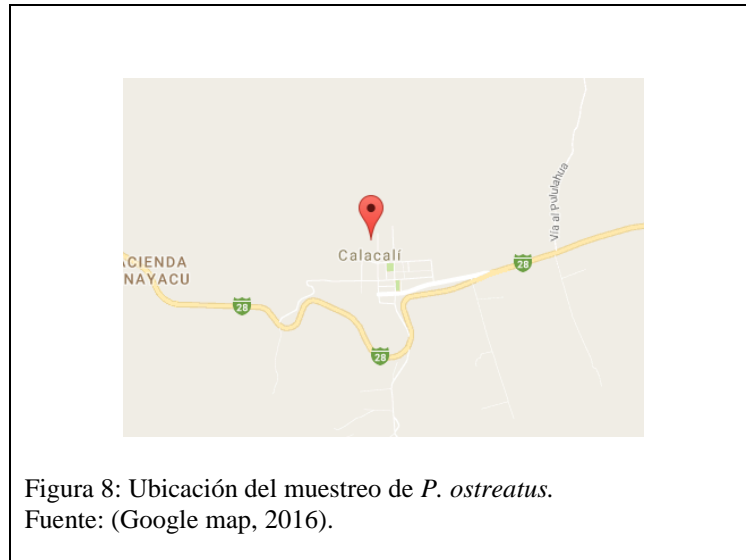 Vía al Pululahua
Calacalí
28
ACIENDA
NAYACU
28
28
Figura 8: Ubicación del muestreo de P. ostreatus.
Fuente: (Google map, 2016).